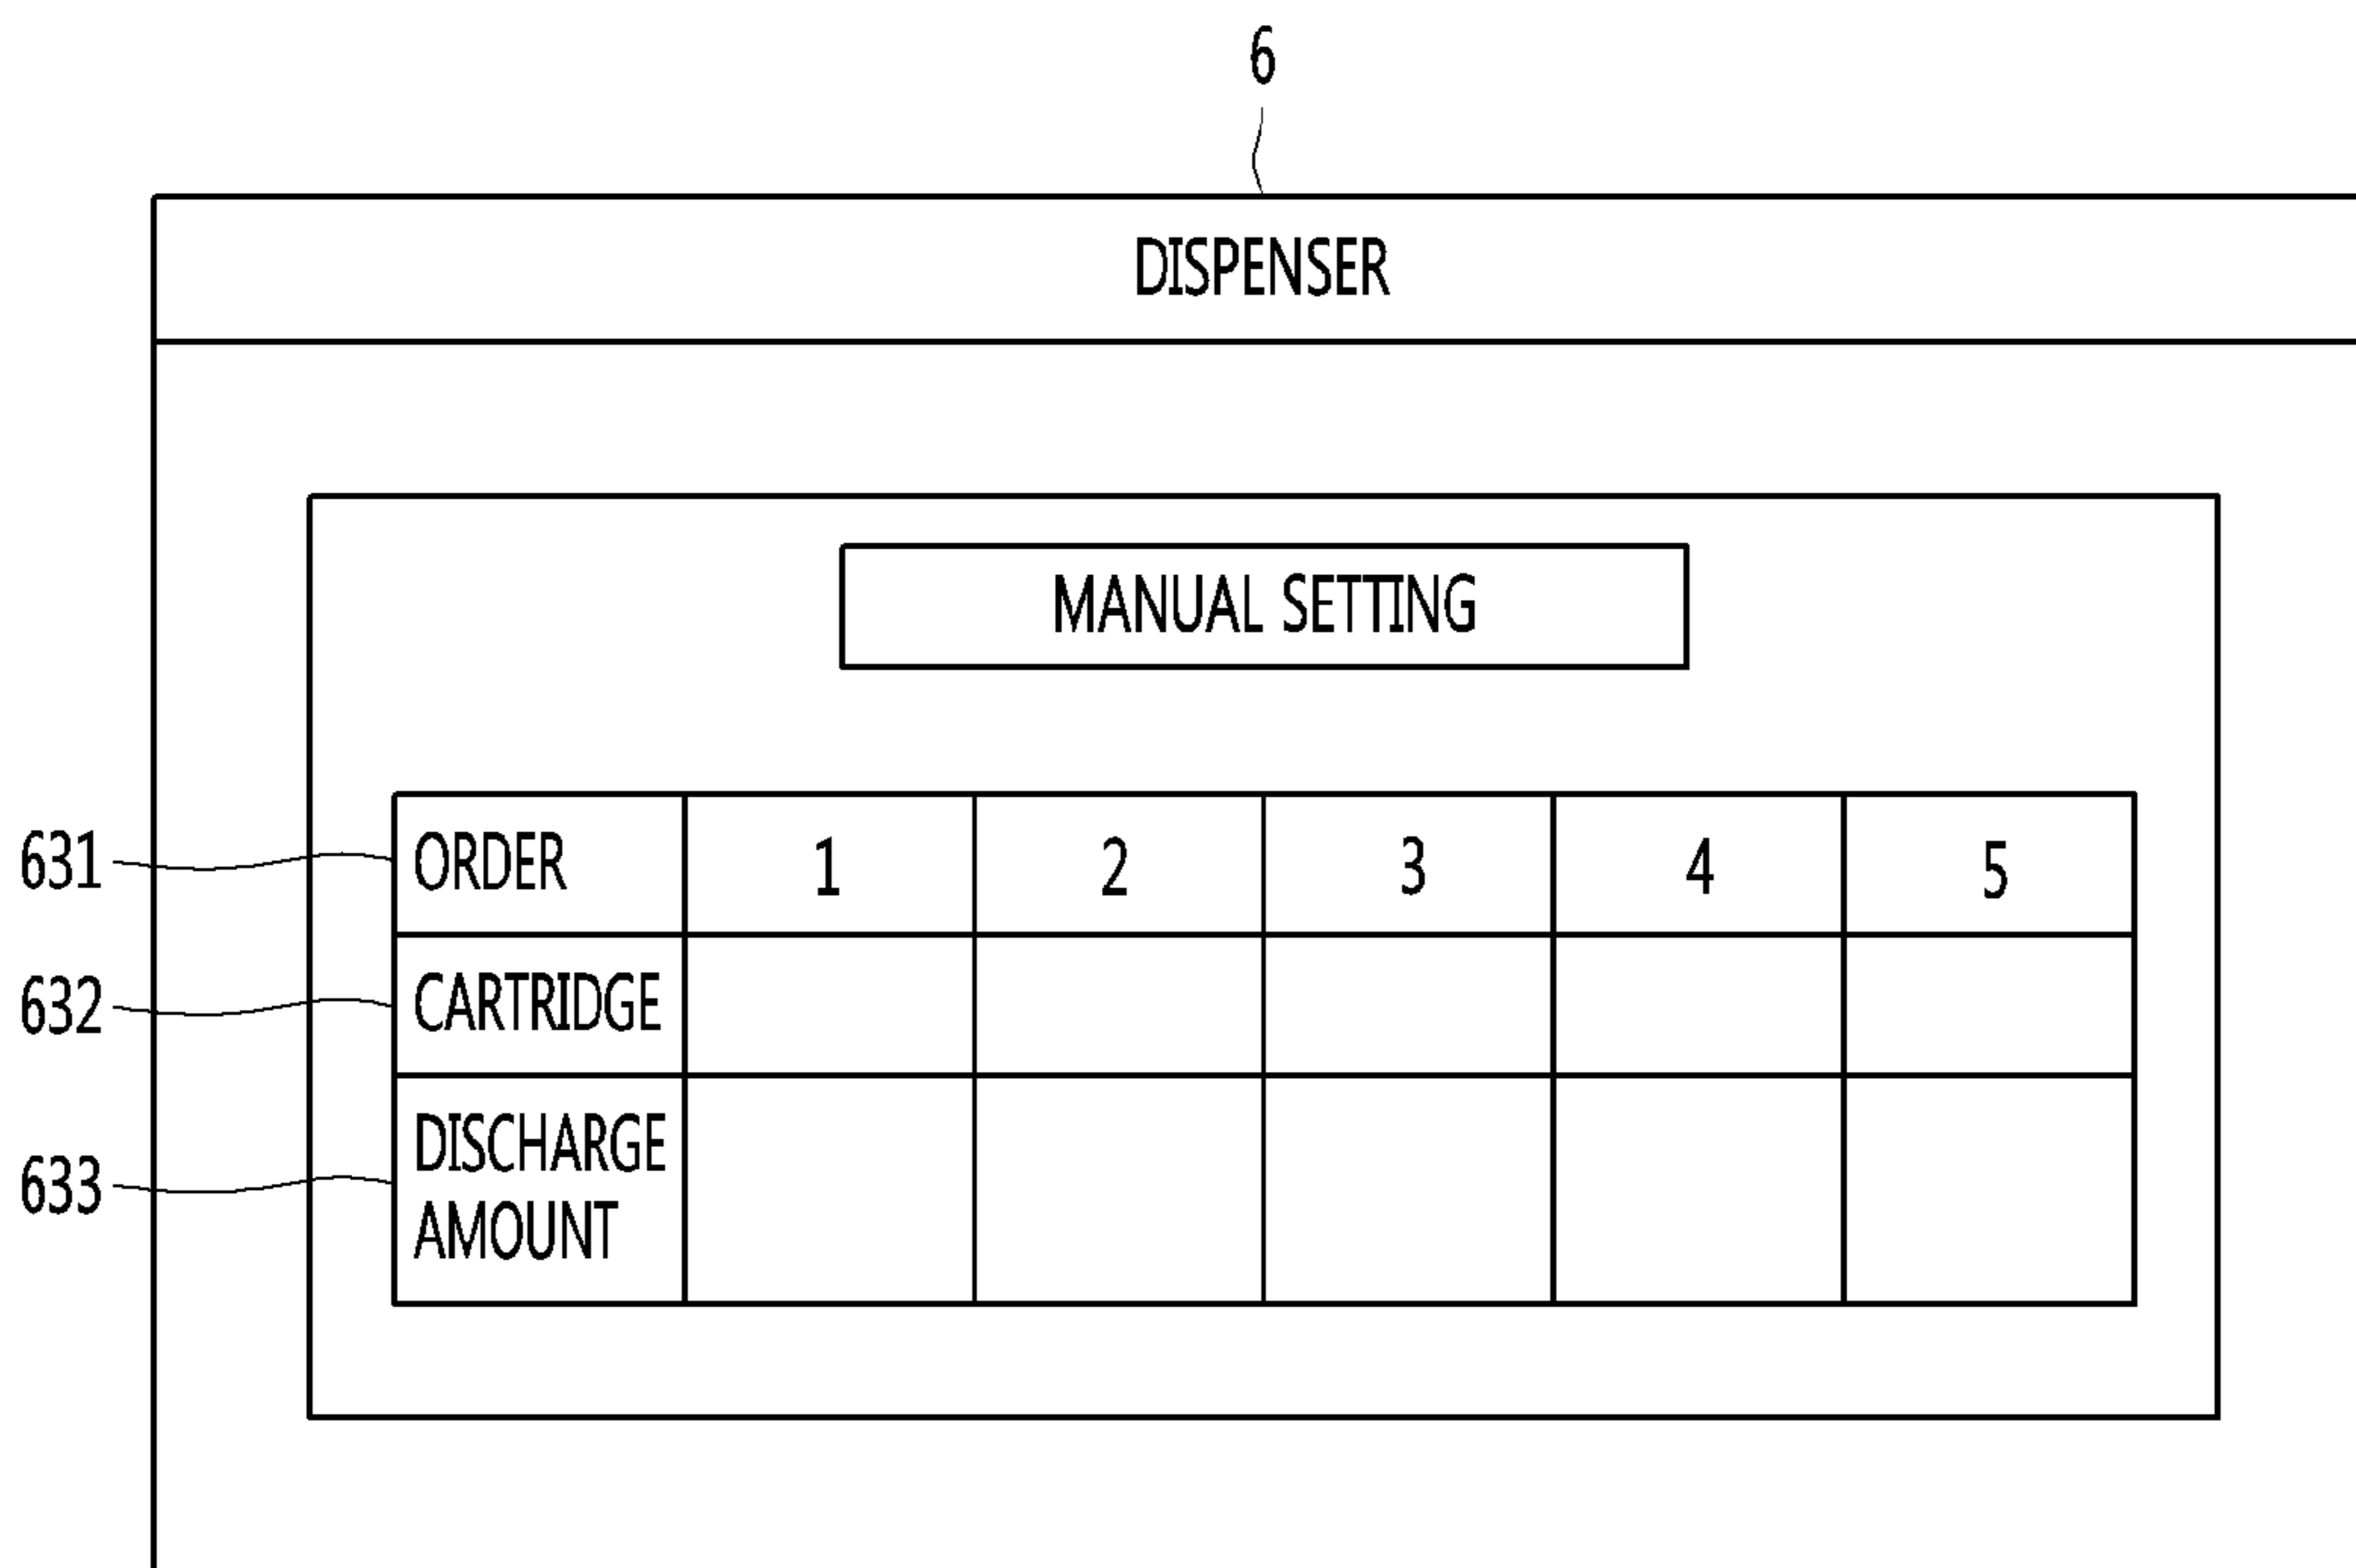 6
DISPENSER
MANUAL SETTING
631 ORDER 1 2 3 4 5
632 CARTRIDGE
633 DISCHARGE
AMOUNT